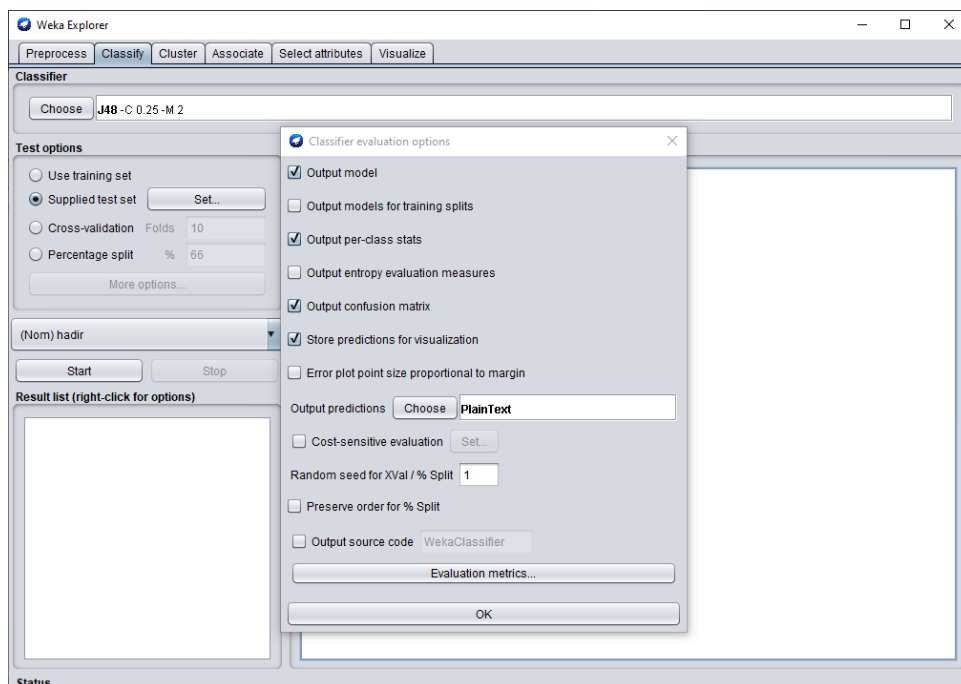 Weka Explorer
Preprocess Classify Cluster Associate Select attributes Visualize
Classifier
Choose J48 -C 0.25 -M 2
Test options
Use training set
Supplied test set Set...
Cross-validation Folds 10
Percentage split % 66
More options...
(Nom) hadir
Start Stop
Result list (right-click for options)
Classifier evaluation options
Output model
Output models for training splits
Output per-class stats
Output entropy evaluation measures
Output confusion matrix
Store predictions for visualization
Error plot point size proportional to margin
Output predictions Choose PlainText
Cost-sensitive evaluation Set...
Random seed for XVal / % Split 1
Preserve order for % Split
Output source code WekaClassifier
Evaluation metrics...
OK
Status